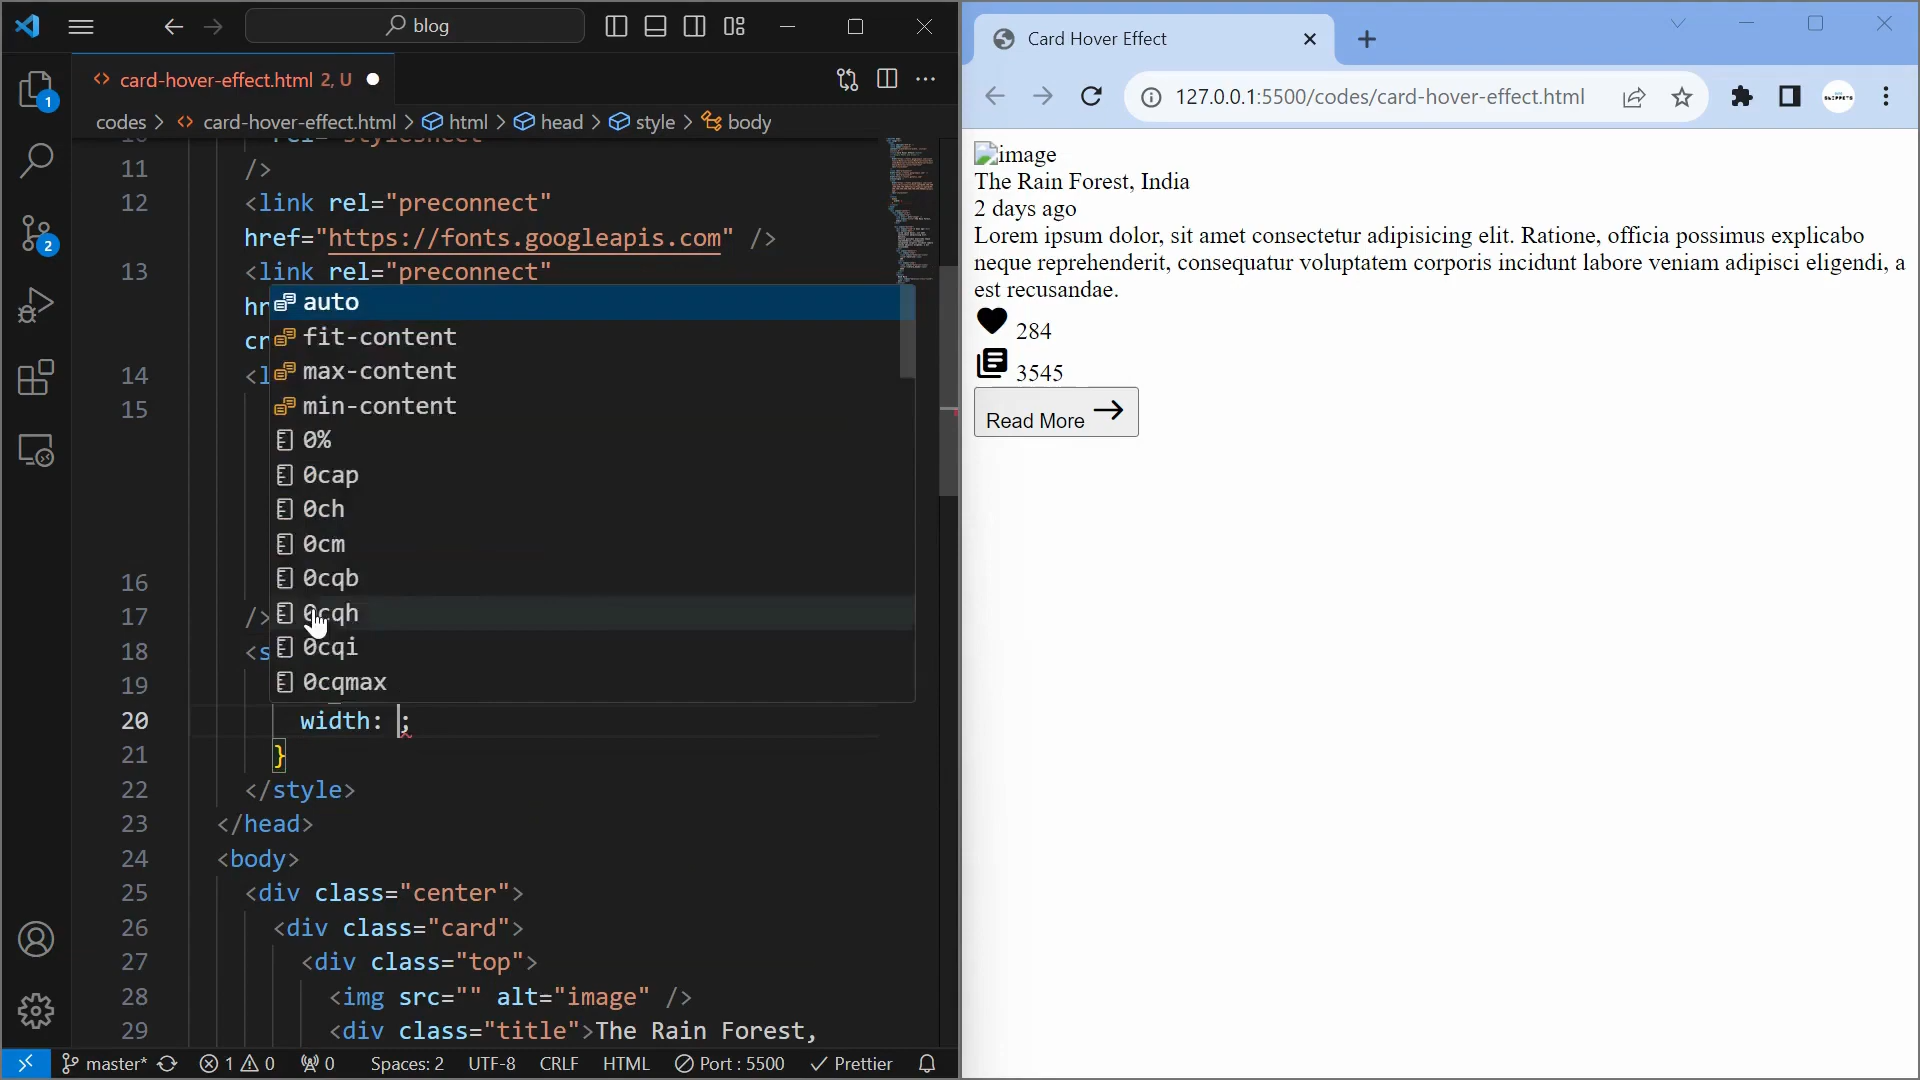 blog
card-hover-effect.html 2, U
codes > card-hover-effect.html > html > head > style > body
11 />
12 <link rel="preconnect"
href="https://fonts.googleapis.com" />
13 <link rel="preconnect"
hr
cr
14 <l
15
16
17 />
18 <s
19
20 width: ;
21 }
22 </style>
23 </head>
24 <body>
25 <div class="center">
26 <div class="card">
27 <div class="top">
28 <img src="" alt="image" />
29 <div class="title">The Rain Forest,
auto
fit-content
max-content
min-content
0%
0cap
0ch
0cm
0cqb
0cqh
0cqi
0cqmax
1
2
master* 1 0 0 Spaces: 2 UTF-8 CRLF HTML Port : 5500 Prettier
Card Hover Effect
127.0.0.1:5500/codes/card-hover-effect.html
image
The Rain Forest, India
2 days ago
Lorem ipsum dolor, sit amet consectetur adipisicing elit. Ratione, officia possimus explicabo
neque reprehenderit, consequatur voluptatem corporis incidunt labore veniam adipisci eligendi, a
est recusandae.
284
3545
Read More